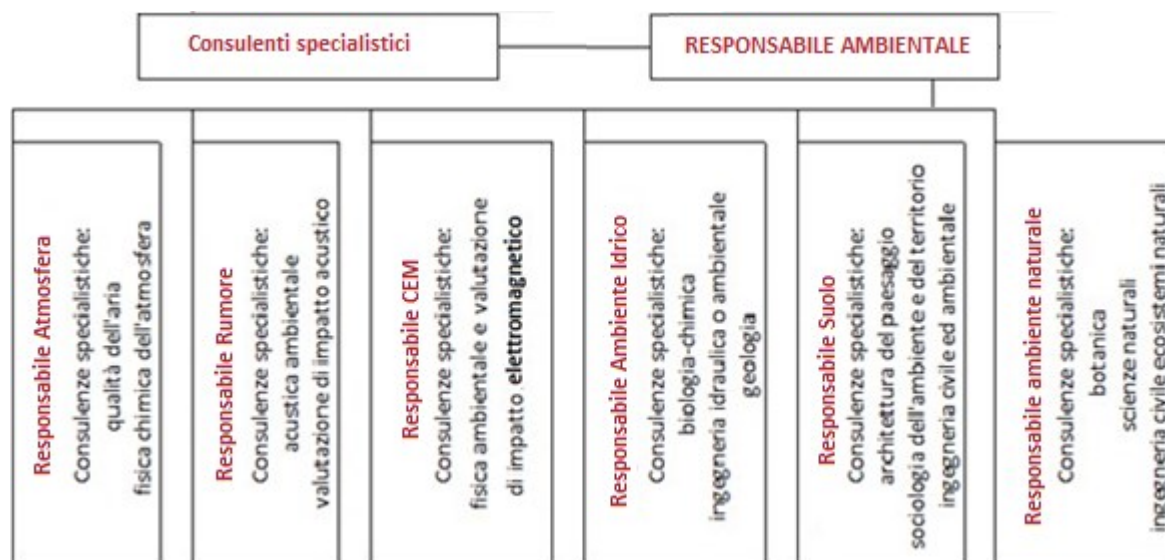 Consulenti specialistici
RESPONSABILE AMBIENTALE
Responsabile Atmosfera
Consulenze specialistiche:
qualità dell'aria
fisica chimica dell'atmosfera
Responsabile Rumore
Consulenze specialistiche:
acustica ambientale
valutazione di impatto acustico
Responsabile CEM
Consulenze specialistiche:
fisica ambientale e valutazione
di impatto elettromagnetico
Responsabile Ambiente Idrico
Consulenze specialistiche:
biologia-chimica
ingegneria idraulica o ambientale
geologia
Responsabile Suolo
Consulenze specialistiche:
architettura del paesaggio
sociologia dell'ambiente e del territorio
ingegneria civile ed ambientale
Responsabile ambiente naturale
Consulenze specialistiche:
botanica
scienze naturali
ingegneria civile ecosistemi naturali